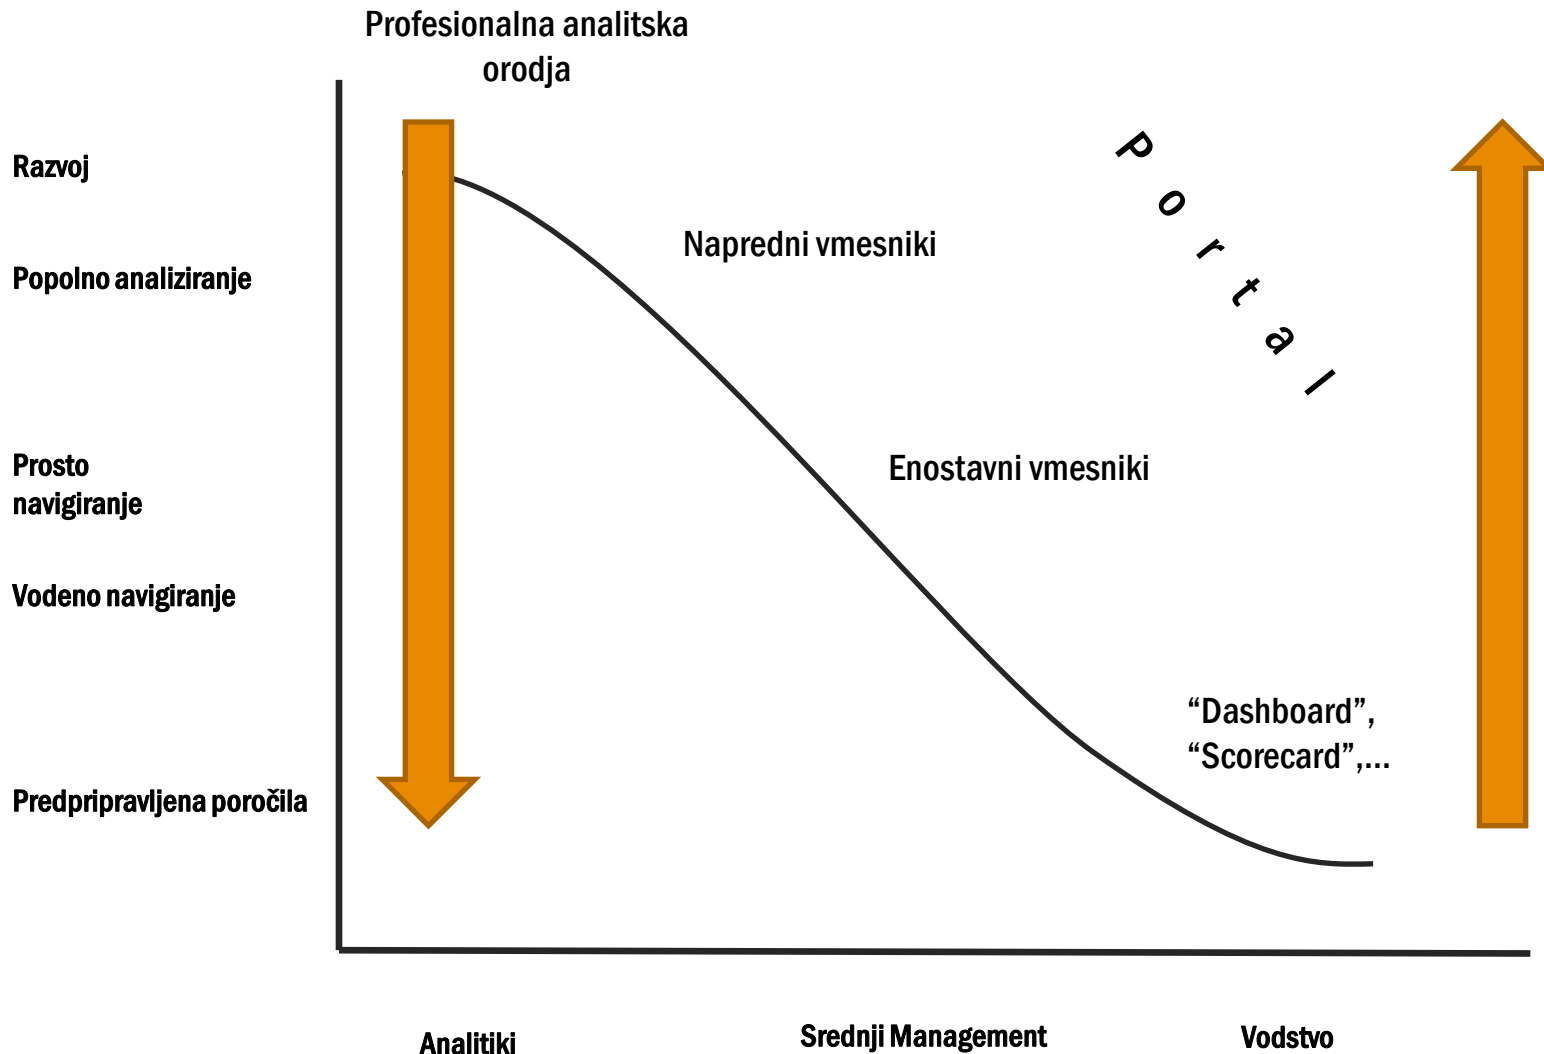 Profesionalna analitska
orodja
Razvoj
Portal
Napredni vmesniki
Popolno analiziranje
Prosto
navigiranje
Enostavni vmesniki
Vodeno navigiranje
“Dashboard”,
“Scorecard”,...
Predpripravljena poročila
Analitiki
Srednji Management
Vodstvo